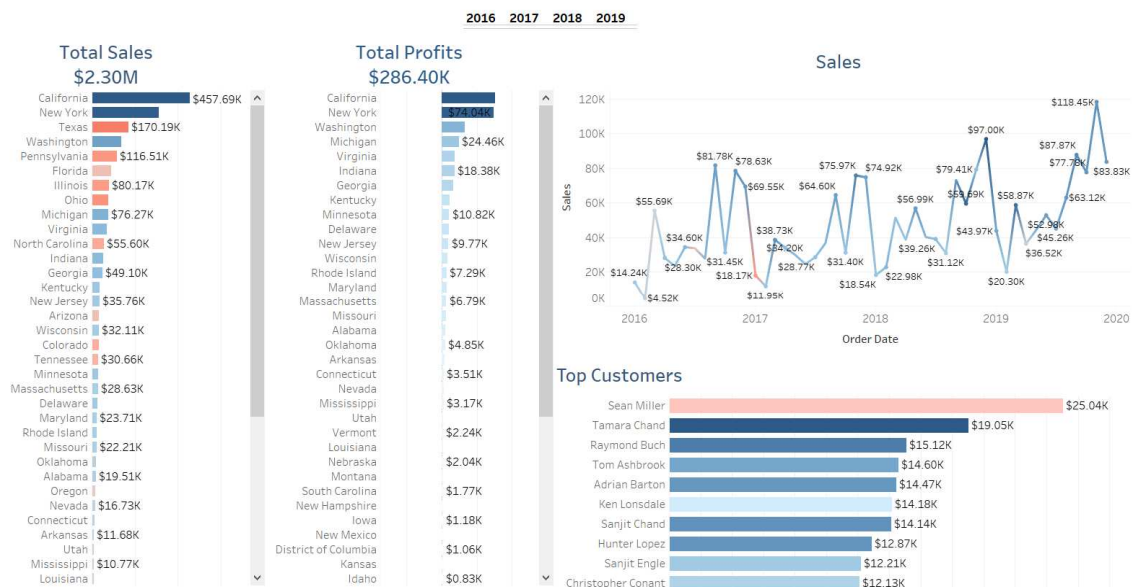 2016 2017 2018 2019
Total Sales
$2.30M
California $457.69K
New York
Texas $170.19K
Washington
Pennsylvania $116.51K
Florida
Illinois $80.17K
Ohio
Michigan $76.27K
Virginia
North Carolina $55.60K
Indiana
Georgia $49.10K
Kentucky
New Jersey $35.76K
Arizona
Wisconsin $32.11K
Colorado
Tennessee $30.66K
Minnesota
Massachusetts $28.63K
Delaware
Maryland $23.71K
Rhode Island
Missouri $22.21K
Oklahoma
Alabama $19.51K
Oregon
Nevada $16.73K
Connecticut
Arkansas $11.68K
Utah
Mississippi $10.77K
Louisiana
Total Profits
$286.40K
California
New York $74.04K
Washington
Michigan $24.46K
Virginia
Indiana $18.38K
Georgia
Kentucky
Minnesota $10.82K
Delaware
New Jersey $9.77K
Wisconsin
Rhode Island $7.29K
Maryland
Massachusetts $6.79K
Missouri
Alabama
Oklahoma $4.85K
Arkansas
Connecticut $3.51K
Nevada
Mississippi $3.17K
Utah
Vermont $2.24K
Louisiana
Nebraska $2.04K
Montana
South Carolina $1.77K
New Hampshire
Iowa $1.18K
New Mexico
District of Columbia $1.06K
Kansas
Idaho $0.83K
Sales
120K
100K
80K
60K
40K
20K
0K
Sales
$14.24K
$55.69K
$4.52K
$28.30K
$34.60K
$81.78K
$31.45K
$78.63K
$69.55K
$18.17K
$11.95K
$38.73K
$34.20K
$28.77K
$64.60K
$31.40K
$75.97K
$74.92K
$18.54K
$22.98K
$56.99K
$39.26K
$31.12K
$79.41K
$59.69K
$97.00K
$43.97K
$20.30K
$58.87K
$36.52K
$52.98K
$45.26K
$63.12K
$87.87K
$118.45K
$83.83K
2016 2017 2018 2019 2020
Order Date
Top Customers
Sean Miller $25.04K
Tamara Chand $19.05K
Raymond Buch $15.12K
Tom Ashbrook $14.60K
Adrian Barton $14.47K
Ken Lonsdale $14.18K
Sanjit Chand $14.14K
Hunter Lopez $12.87K
Sanjit Engle $12.21K
Christopher Conant $12.13K